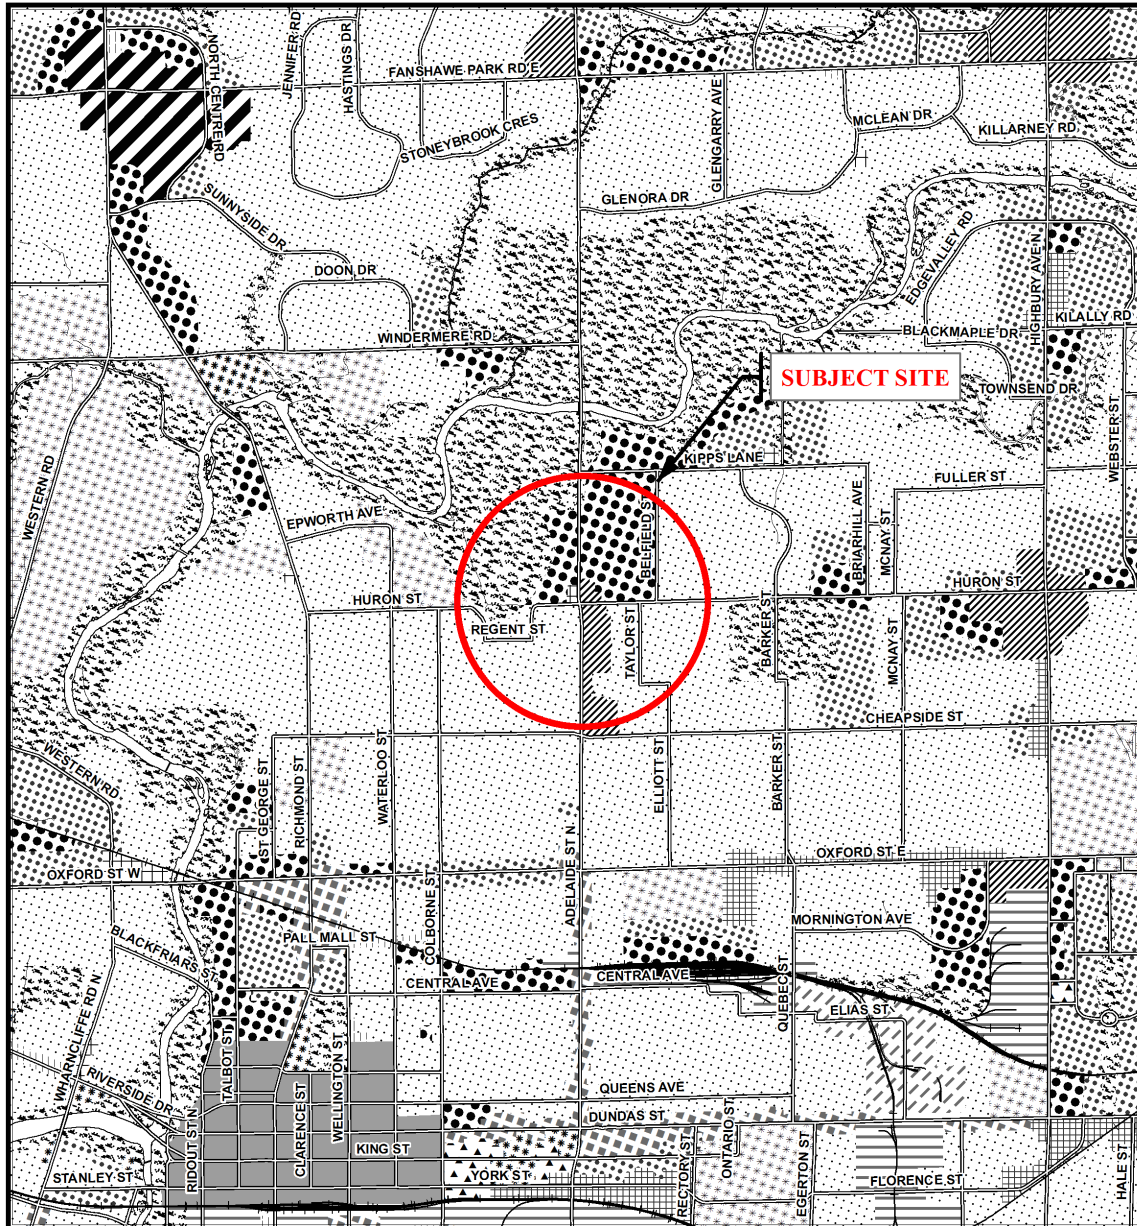 JENNIFER RD
HASTINGS DR
NORTH CENTRE RD
FANSHAWE PARK RD E
STONEYBROOK CRES
GLENGARRY AVE
MCLEAN DR
KILLARNEY RD
SUNNYSIDE DR
GLENORA DR
EDGEVALLEY RD
HIGHBURY AVE N
DOON DR
WINDERMERE RD
BLACKMAPLE DR
KILALLY RD
SUBJECT SITE
TOWNSEND DR
WEBSTER ST
WESTERN RD
KIPPS LANE
FULLER ST
EPWORTH AVE
BELFIELD ST
BRIARHILL AVE
MCNAY ST
HURON ST
HURON ST
REGENT ST
TAYLOR ST
BARKER ST
MCNAY ST
CHEAPSIDE ST
WESTERN RD
ST GEORGE ST
RICHMOND ST
WATERLOO ST
ELLIOTT ST
BARKER ST
OXFORD ST W
OXFORD ST E
COLBORNE ST
ADELAIDE ST N
MORNINGTON AVE
BLACKFRIARS ST
PALL MALL ST
CENTRAL AVE
CENTRAL AVE
QUEBEC ST
ELIAS ST
WHARNCLIFFE RD N
RIVERSIDE DR
TALBOT ST
CLARENCE ST
WELLINGTON ST
QUEENS AVE
DUNDAS ST
RIDOUT ST N
KING ST
YORK ST
RECTORY ST
ONTARIO ST
EGERTON ST
FLORENCE ST
HALE ST
STANLEY ST